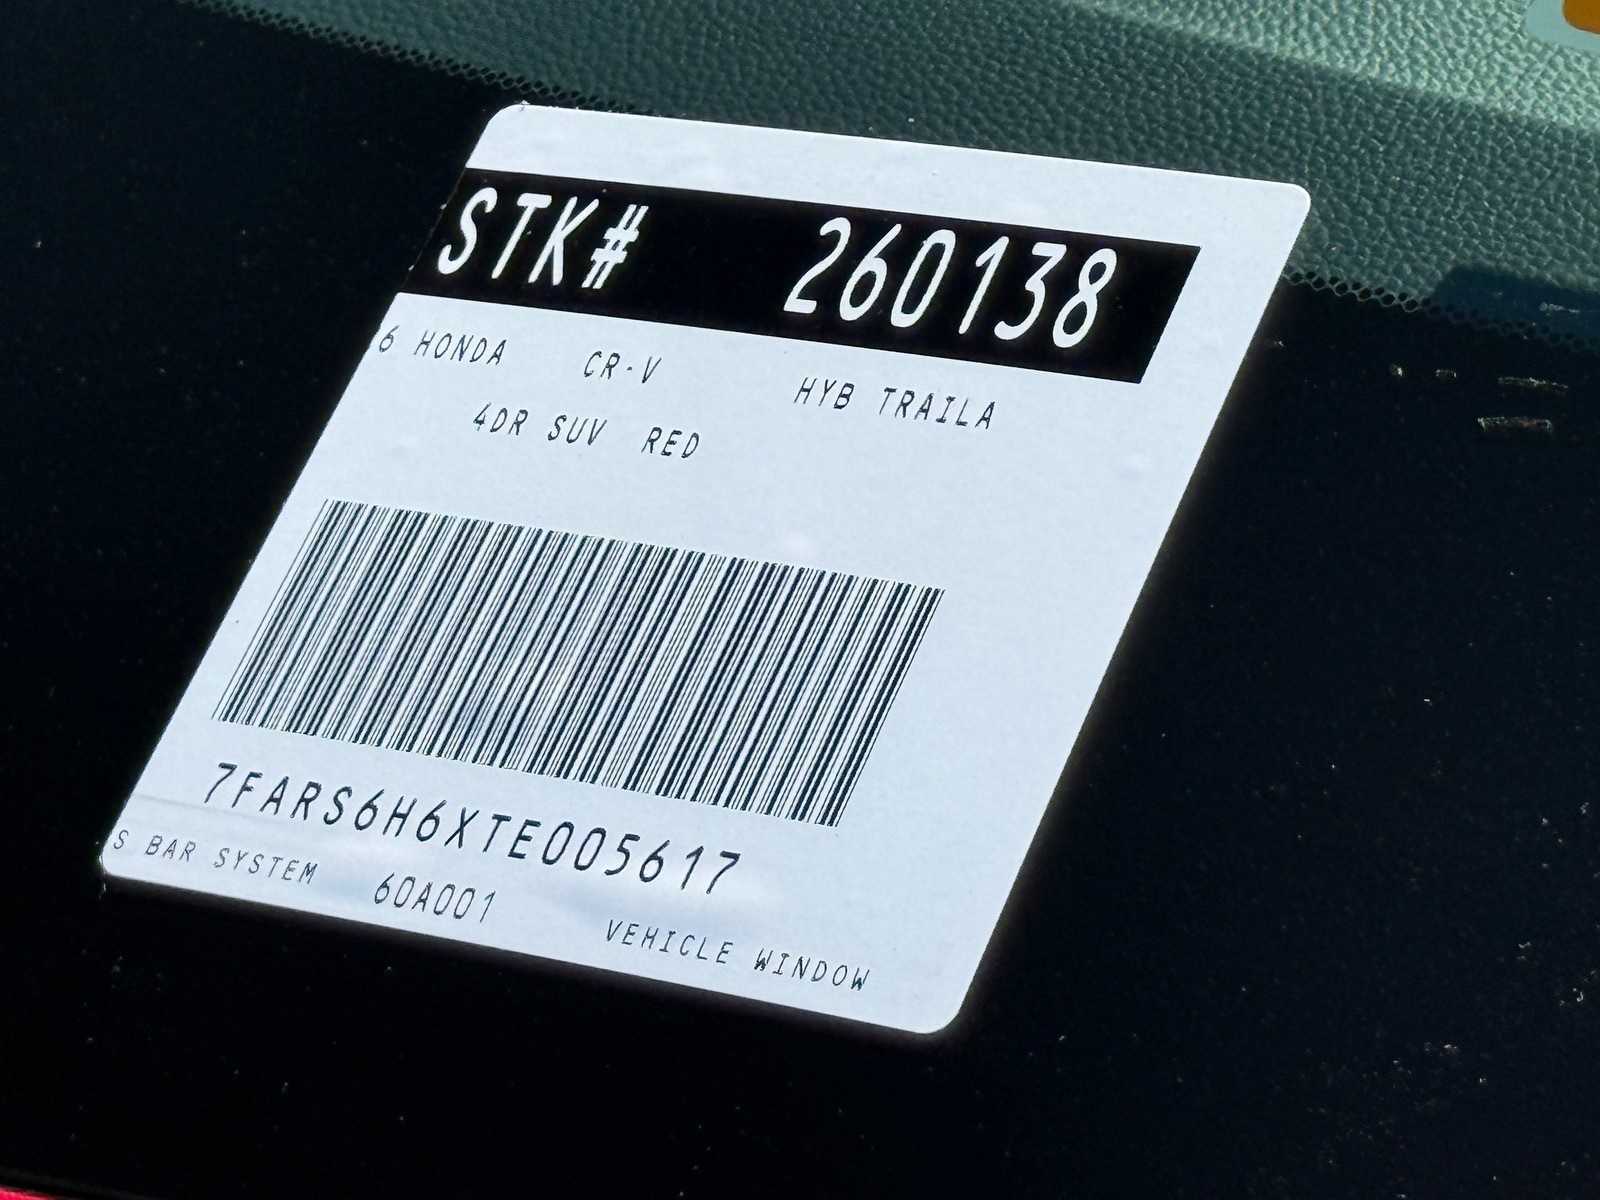 STK# 260138
6 HONDA CR-V HYB TRAILA
4DR SUV RED
7FARS6H6XTE005617
S BAR SYSTEM 60A001 VEHICLE WINDOW